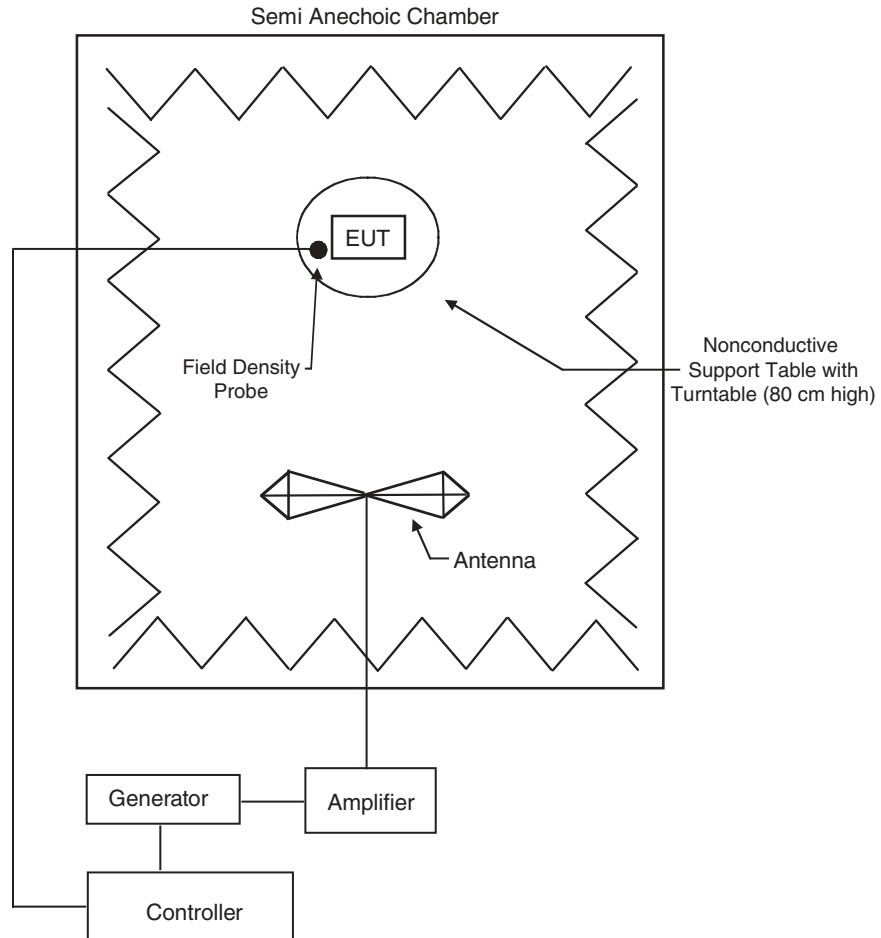 Semi Anechoic Chamber
EUT
Field Density
Probe
Nonconductive
Support Table with
Turntable (80 cm high)
Antenna
Generator
Amplifier
Controller